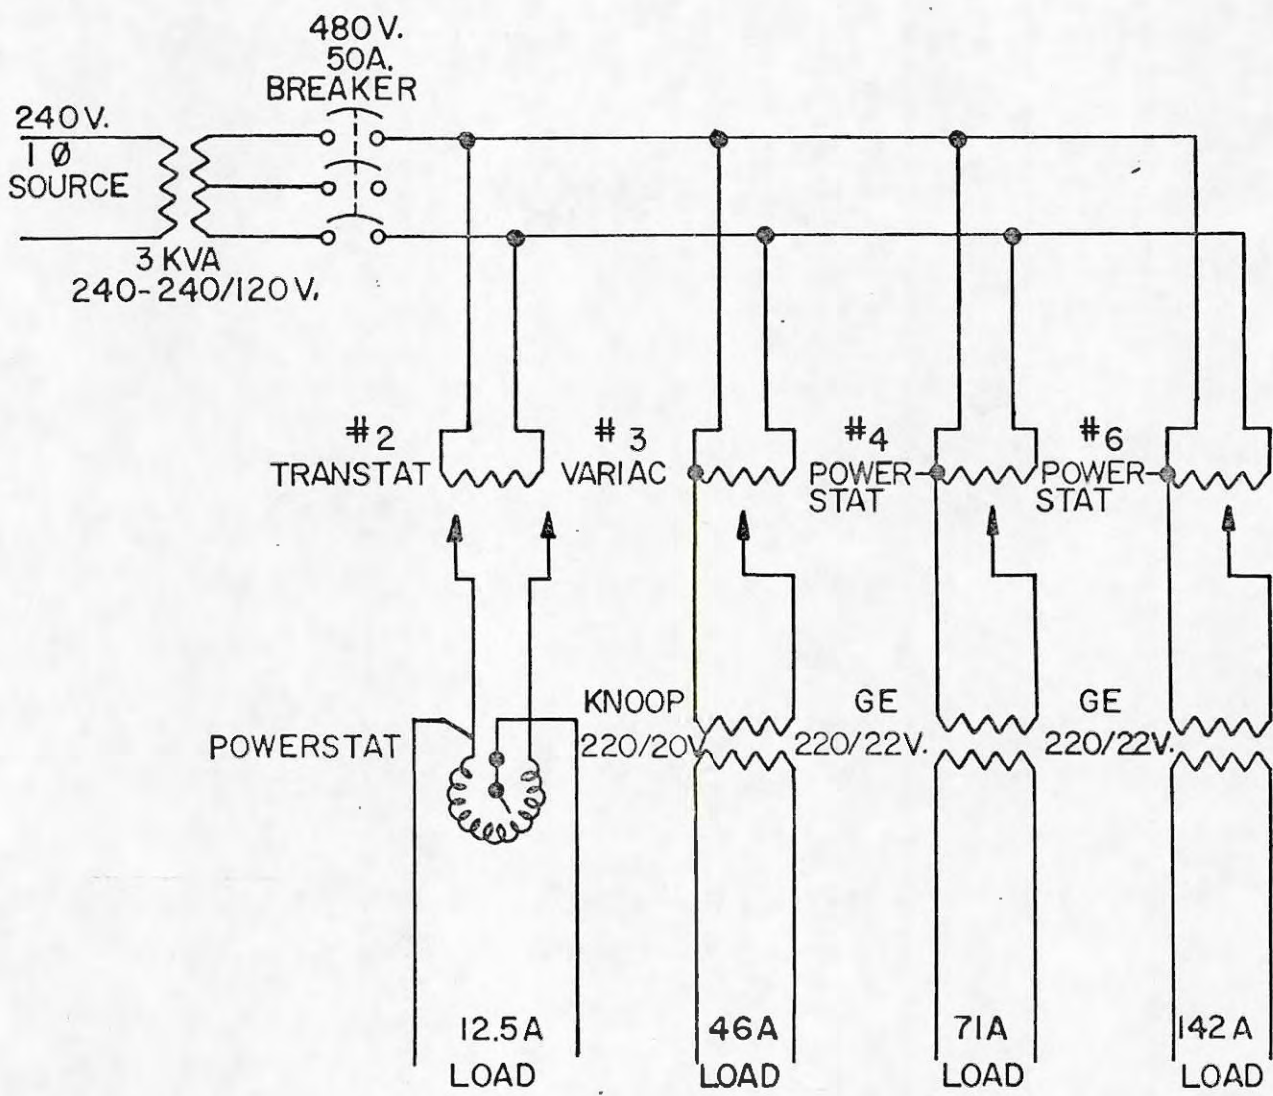 480V.
50A.
BREAKER
240V.
1 Ø
SOURCE
3 KVA
240-240/120V.
#2
TRANSTAT
#3
VARIAC
#4
POWER-
STAT
#6
POWER-
STAT
POWERSTAT
KNOOP
220/20V
GE
220/22V.
GE
220/22V.
12.5A
LOAD
46A
LOAD
71A
LOAD
142A
LOAD